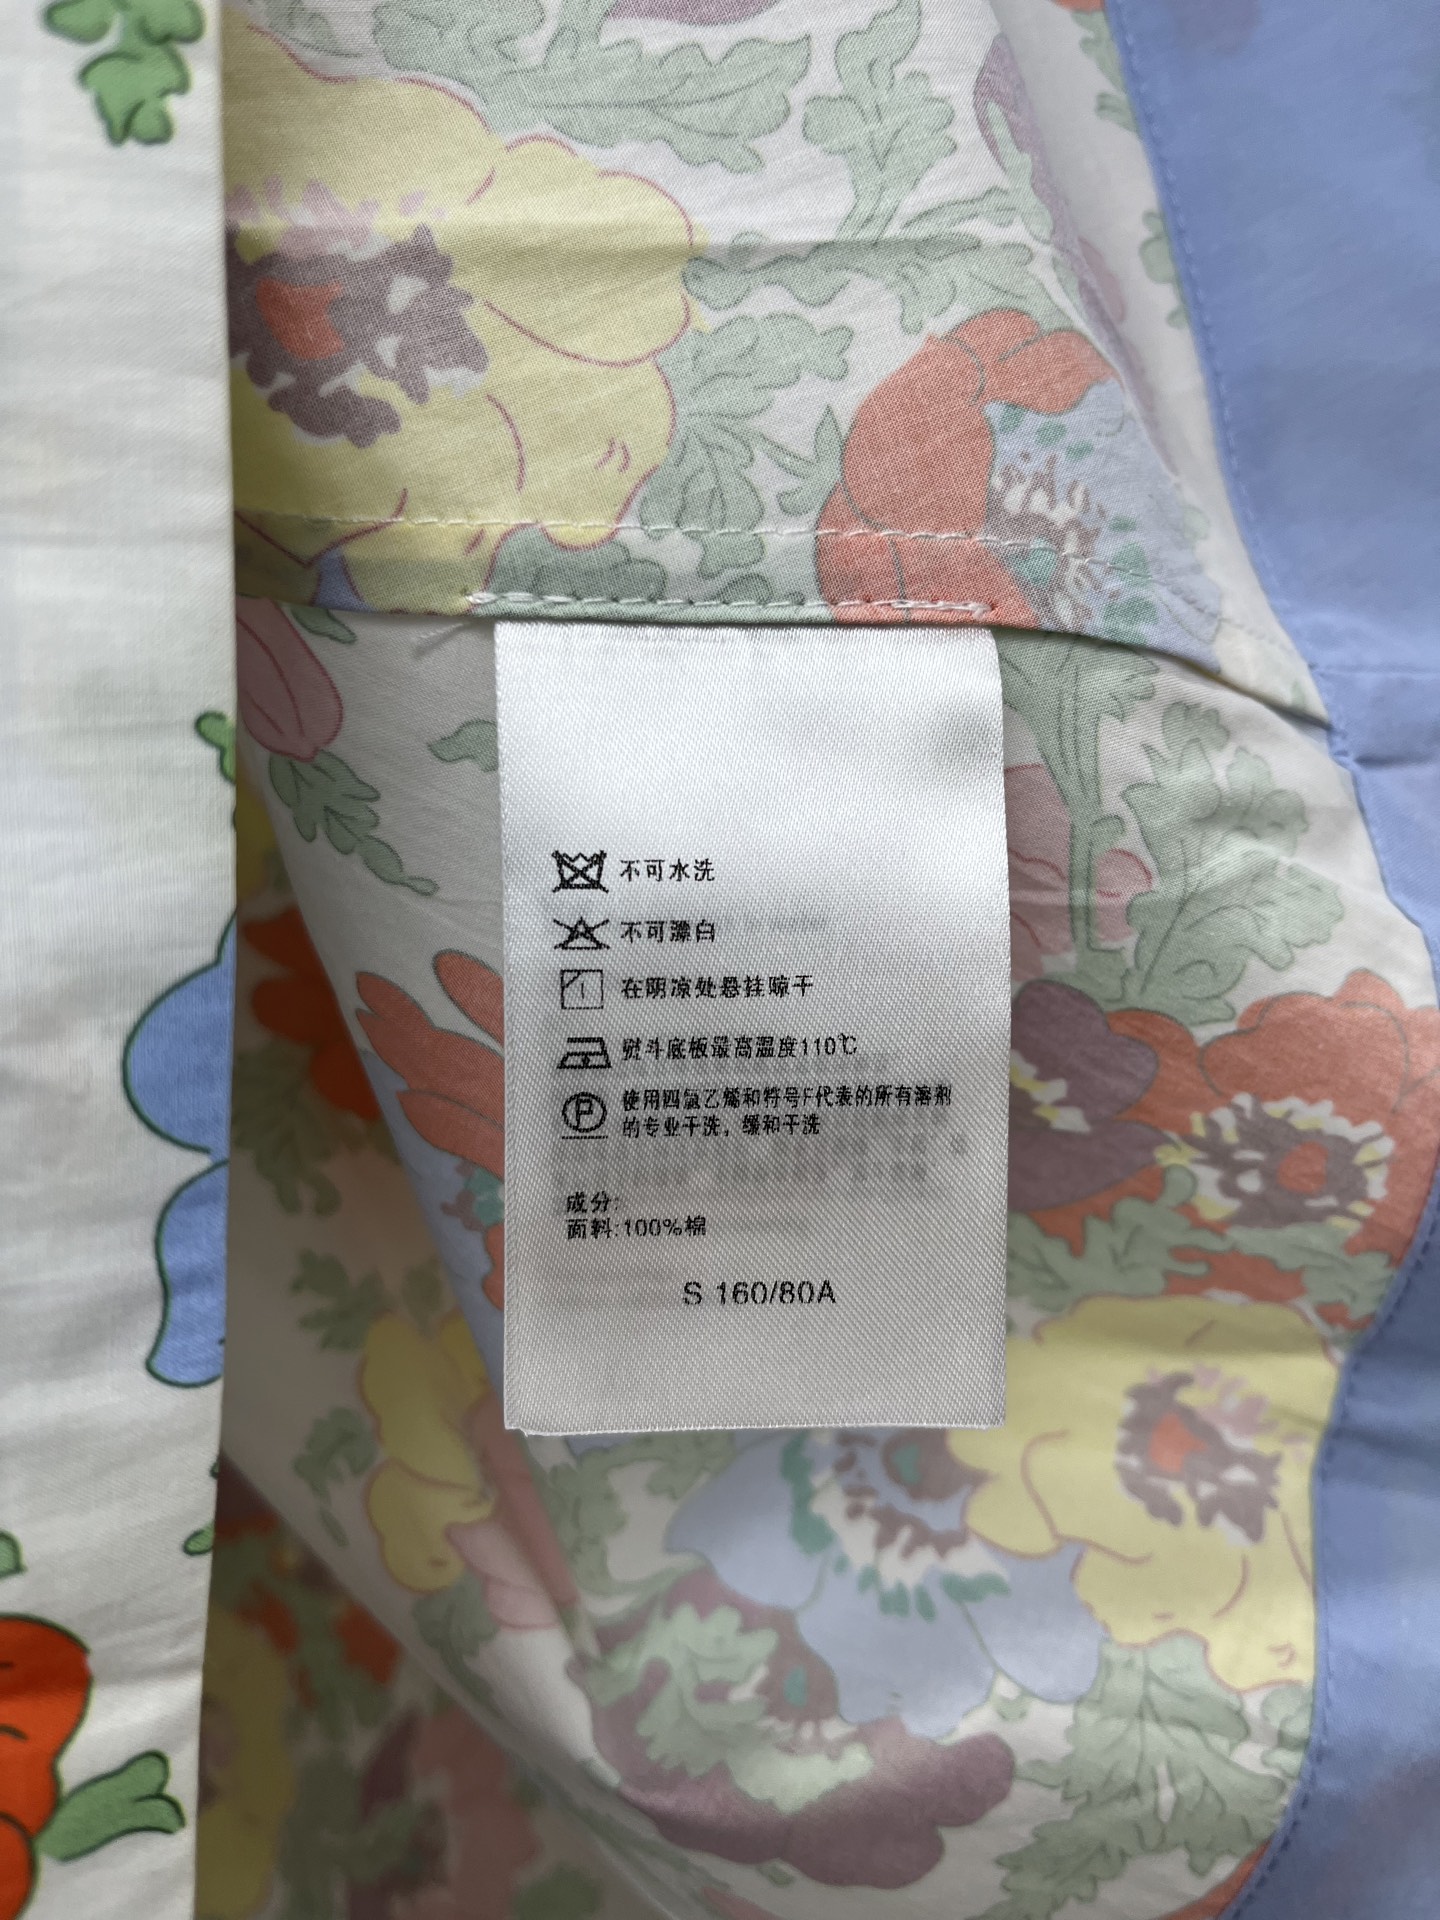 不可水洗
不可漂白
在阴凉处悬挂晾干
熨斗底板最高温度110℃
P 使用四氯乙烯和符号F代表的所有溶剂
的专业干洗，缓和干洗
成分:
面料:100%棉
S 160/80A